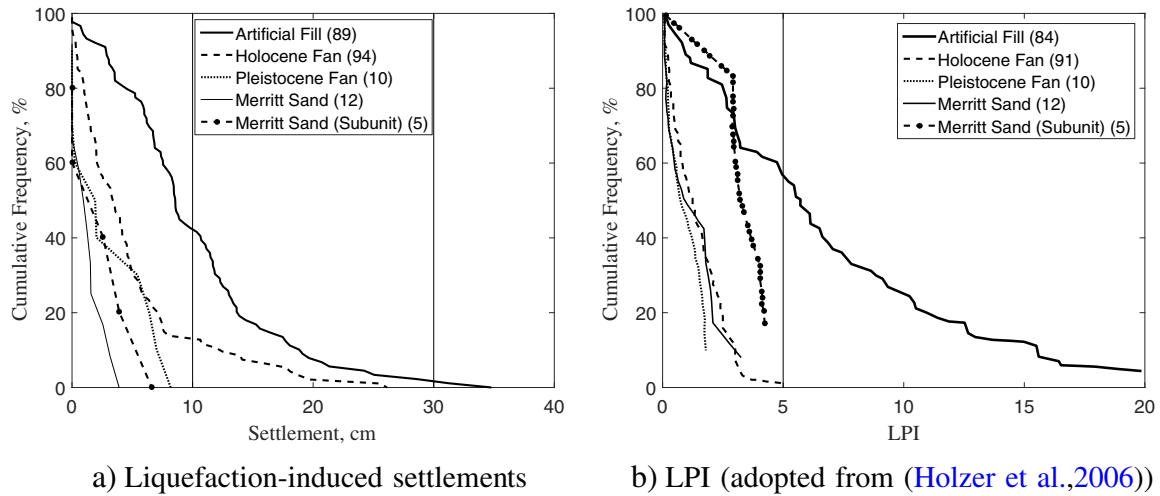 100
80
60
40
20
0
Cumulative Frequency, %
Artificial Fill (89)
Holocene Fan (94)
Pleistocene Fan (10)
Merritt Sand (12)
Merritt Sand (Subunit) (5)
0 10 20 30 40
Settlement, cm
a) Liquefaction-induced settlements
100
80
60
40
20
0
Cumulative Frequency, %
Artificial Fill (84)
Holocene Fan (91)
Pleistocene Fan (10)
Merritt Sand (12)
Merritt Sand (Subunit) (5)
0 5 10 15 20
LPI
b) LPI (adopted from (Holzer et al.,2006))